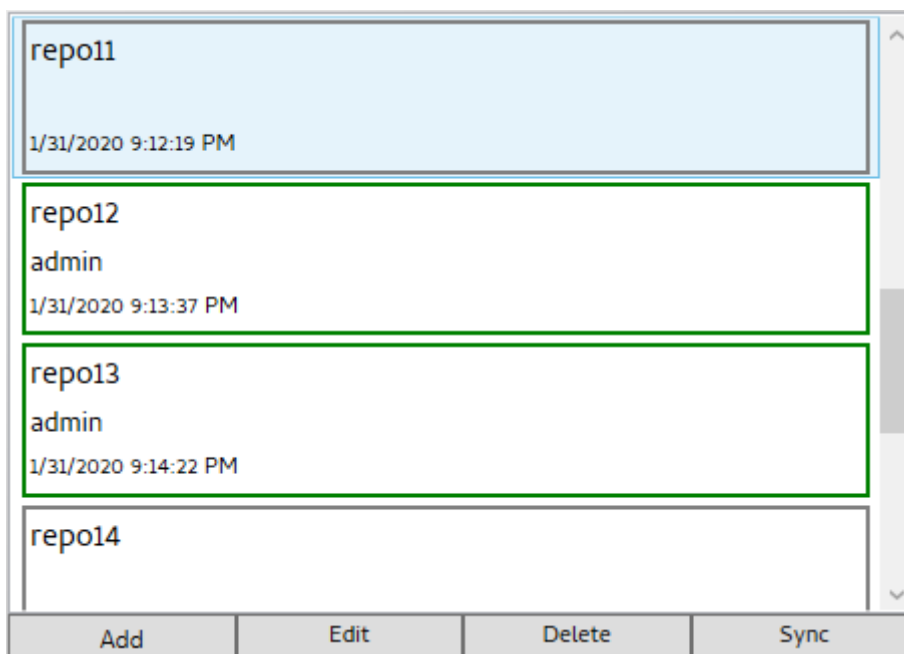 repo11
1/31/2020 9:12:19 PM
repo12
admin
1/31/2020 9:13:37 PM
repo13
admin
1/31/2020 9:14:22 PM
repo14
Add Edit Delete Sync